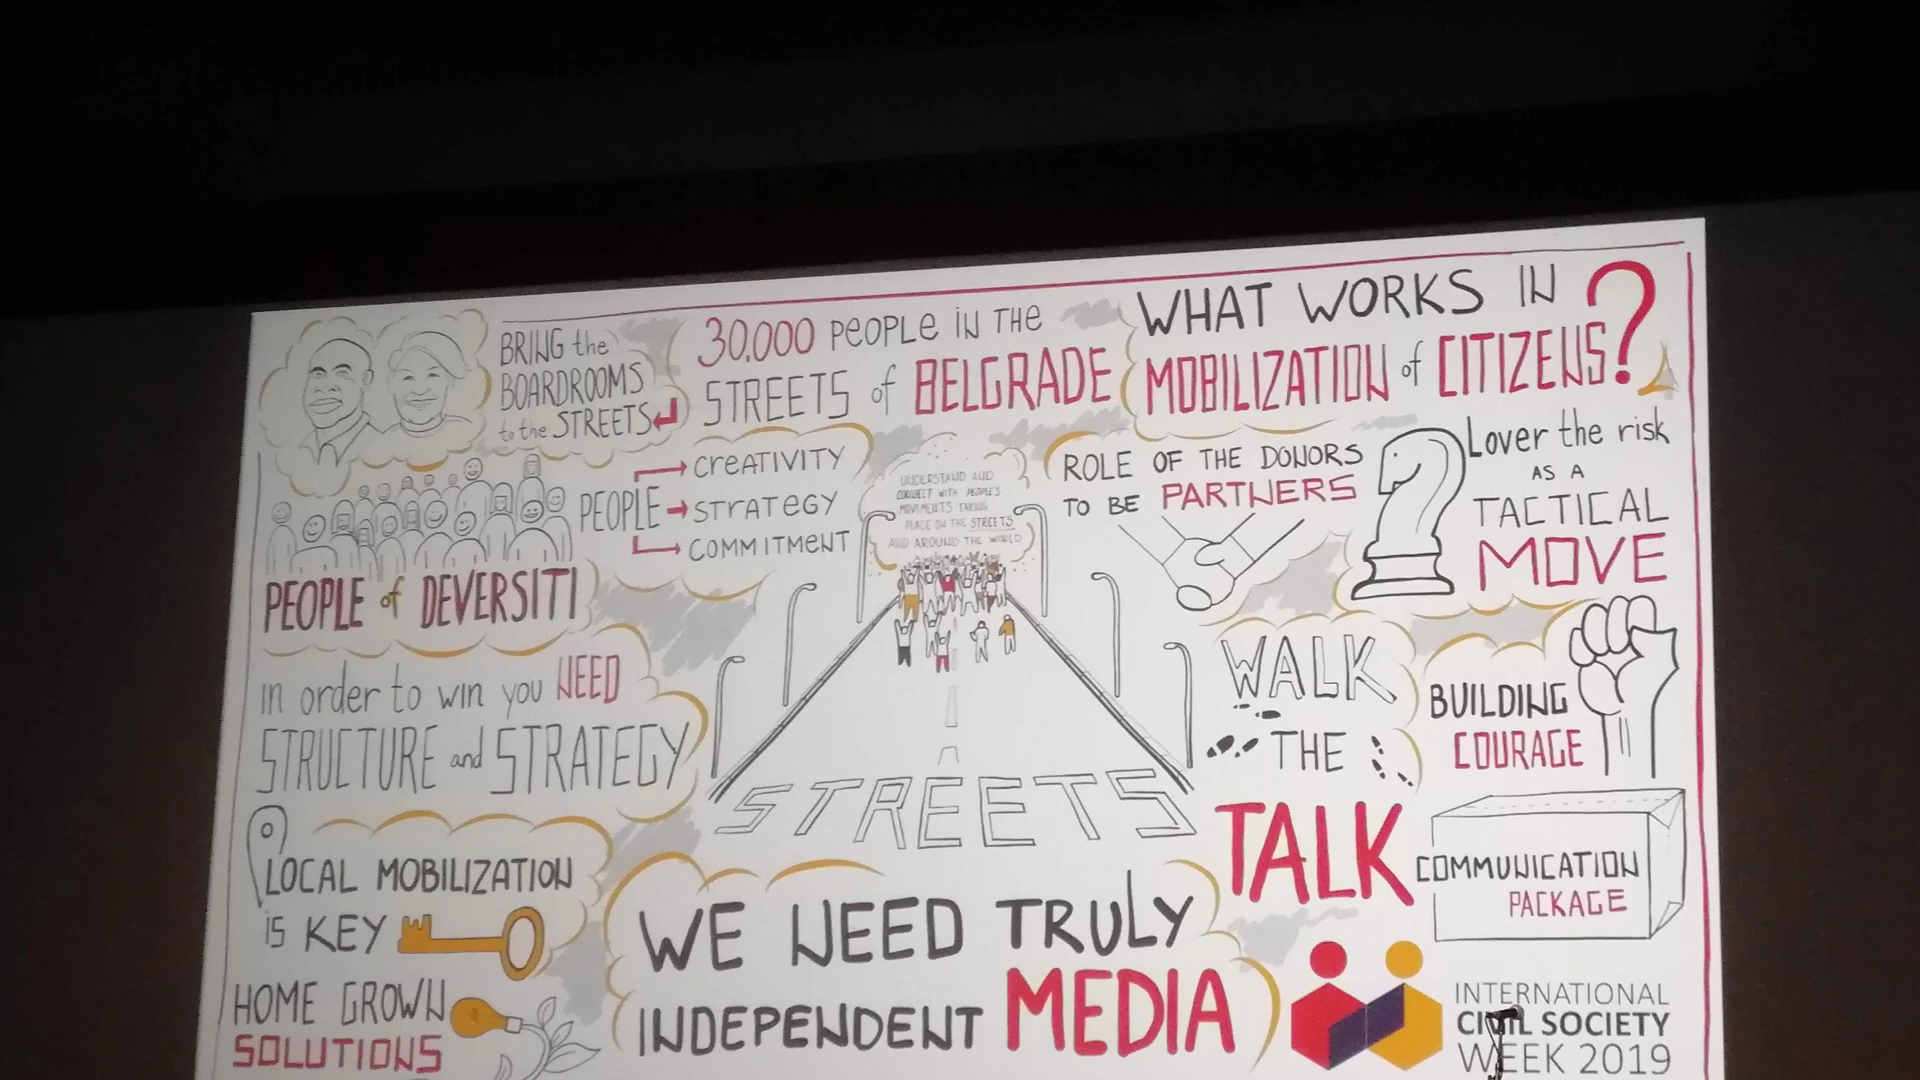 BRING the
BOARDROOMS
to the STREETS
30.000 PEOPLE IN THE
STREETS of BELGRADE
WHAT WORKS IN
MOBILIZATION of CITIZENS?
PEOPLE
CREATIVITY
STRATEGY
COMMITMENT
PEOPLE of DEVERSITI
UNDERSTAND AND
CONNECT WITH PEOPLE'S
MOVEMENTS TAKING
PLACE ON THE STREETS
AND AROUND THE WORLD
ROLE OF THE DONORS
TO BE PARTNERS
Lover the risk
AS A
TACTICAL
MOVE
in order to win you NEED
STRUCTURE and STRATEGY
STREETS
WALK
THE
TALK
BUILDING
COURAGE
LOCAL MOBILIZATION
IS KEY
COMMUNICATION
PACKAGE
HOME GROWN
SOLUTIONS
WE NEED TRULY
INDEPENDENT MEDIA
INTERNATIONAL
CIVIL SOCIETY
WEEK 2019